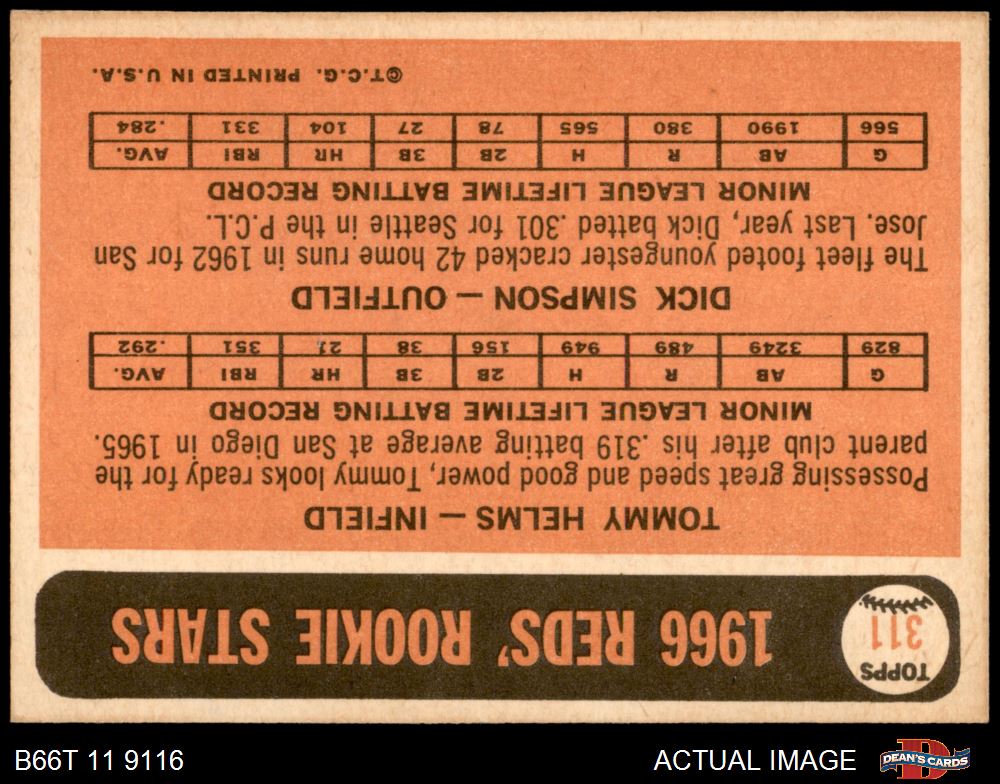 TOPPS
311
1966 REDS' ROOKIE STARS
TOMMY HELMS — INFIELD
Possessing great speed and good power, Tommy looks ready for the
parent club after his .319 batting average at San Diego in 1965.
MINOR LEAGUE LIFETIME BATTING RECORD
G AB R H 2B 3B HR RBI AVG.
829 3249 489 949 156 38 21 351 .292
DICK SIMPSON — OUTFIELD
The fleet footed youngester cracked 42 home runs in 1962 for San
Jose. Last year, Dick batted .301 for Seattle in the P.C.L.
MINOR LEAGUE LIFETIME BATTING RECORD
G AB R H 2B 3B HR RBI AVG.
566 1990 380 565 78 27 104 331 .284
©T.C.G. PRINTED IN U.S.A.
B66T 11 9116
ACTUAL IMAGE
DEAN'S CARDS